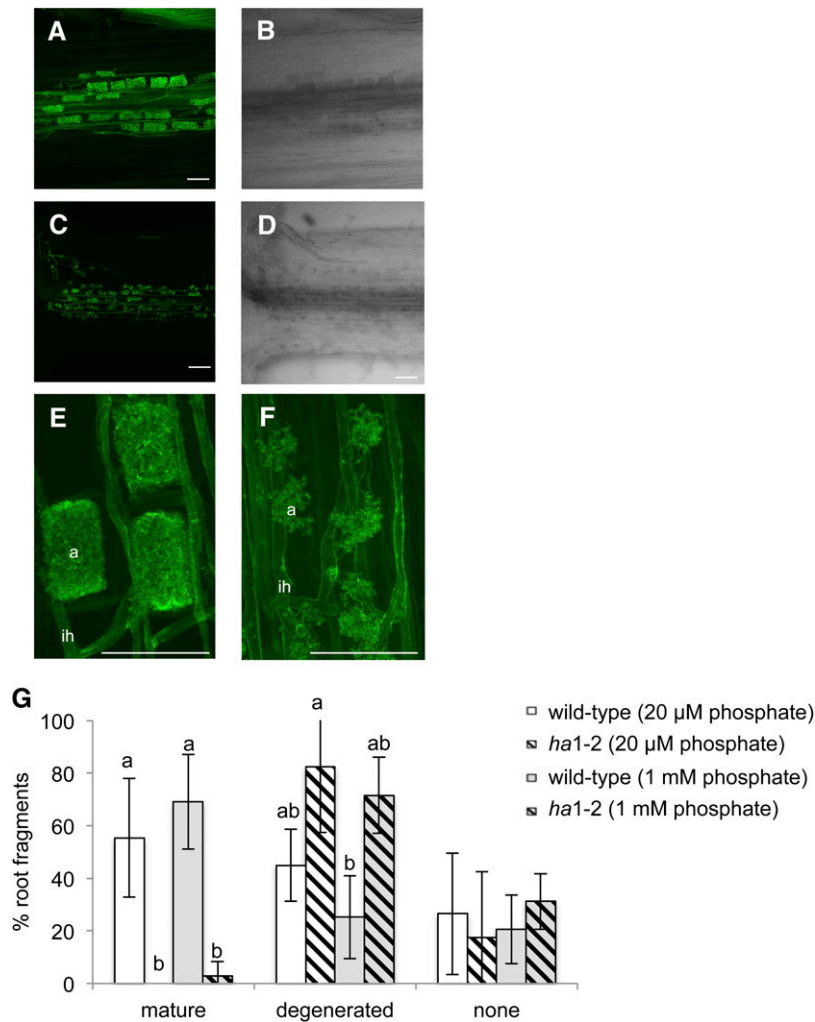 A
B
C
D
E
F
a
a
ih
ih
G
100
80
60
40
20
0
% root fragments
a
b
a
b
ab
a
b
ab
mature
degenerated
none
wild-type (20 µM phosphate)
ha1-2 (20 µM phosphate)
wild-type (1 mM phosphate)
ha1-2 (1 mM phosphate)